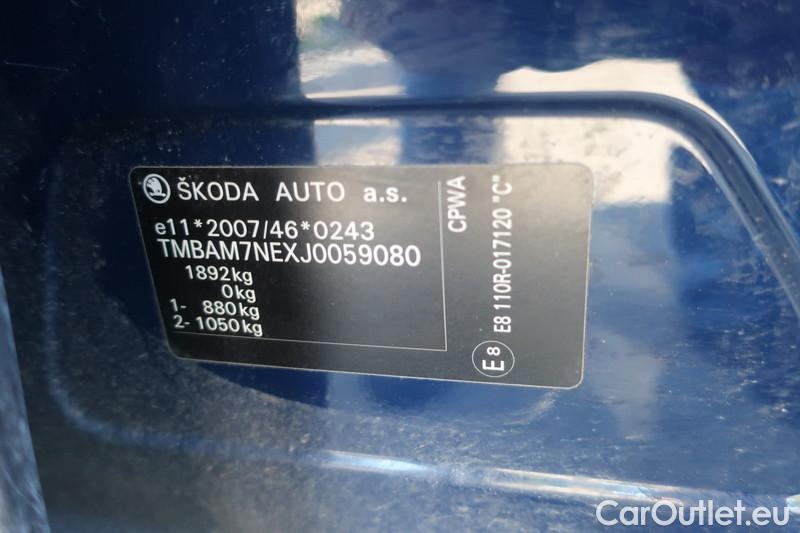 ŠKODA AUTO a.s.
e11*2007/46*0243
TMBAM7NEXJ0059080
1892kg
0kg
1- 880kg
2- 1050kg
CPWA
E8 110R-017120 "C"
E8
CarOutlet.eu